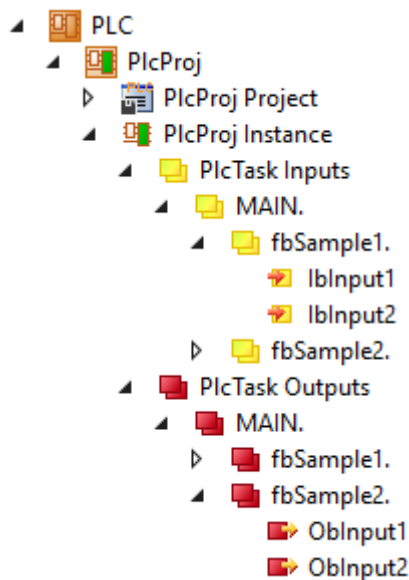 PLC
PlcProj
PlcProj Project
PlcProj Instance
PlcTask Inputs
MAIN.
fbSample1.
IbInput1
IbInput2
fbSample2.
PlcTask Outputs
MAIN.
fbSample1.
fbSample2.
ObInput1
ObInput2